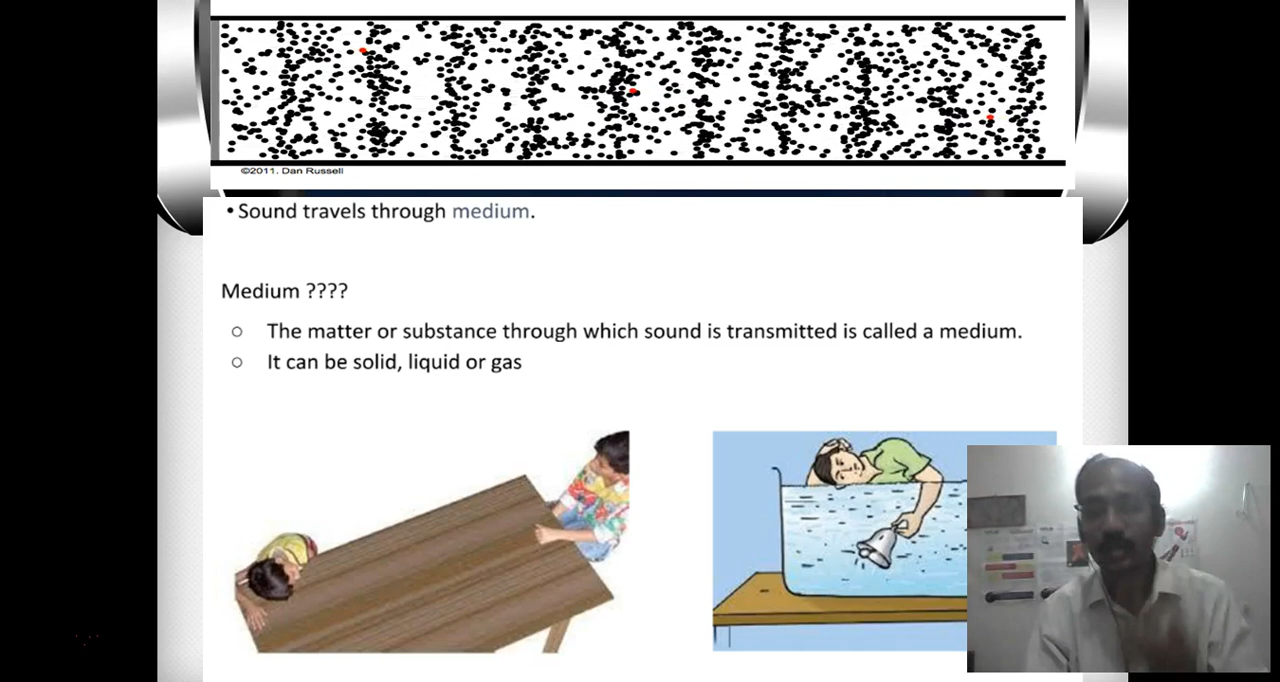 ©2011. Dan Russell
• Sound travels through medium.
Medium ????
○ The matter or substance through which sound is transmitted is called a medium.
○ It can be solid, liquid or gas